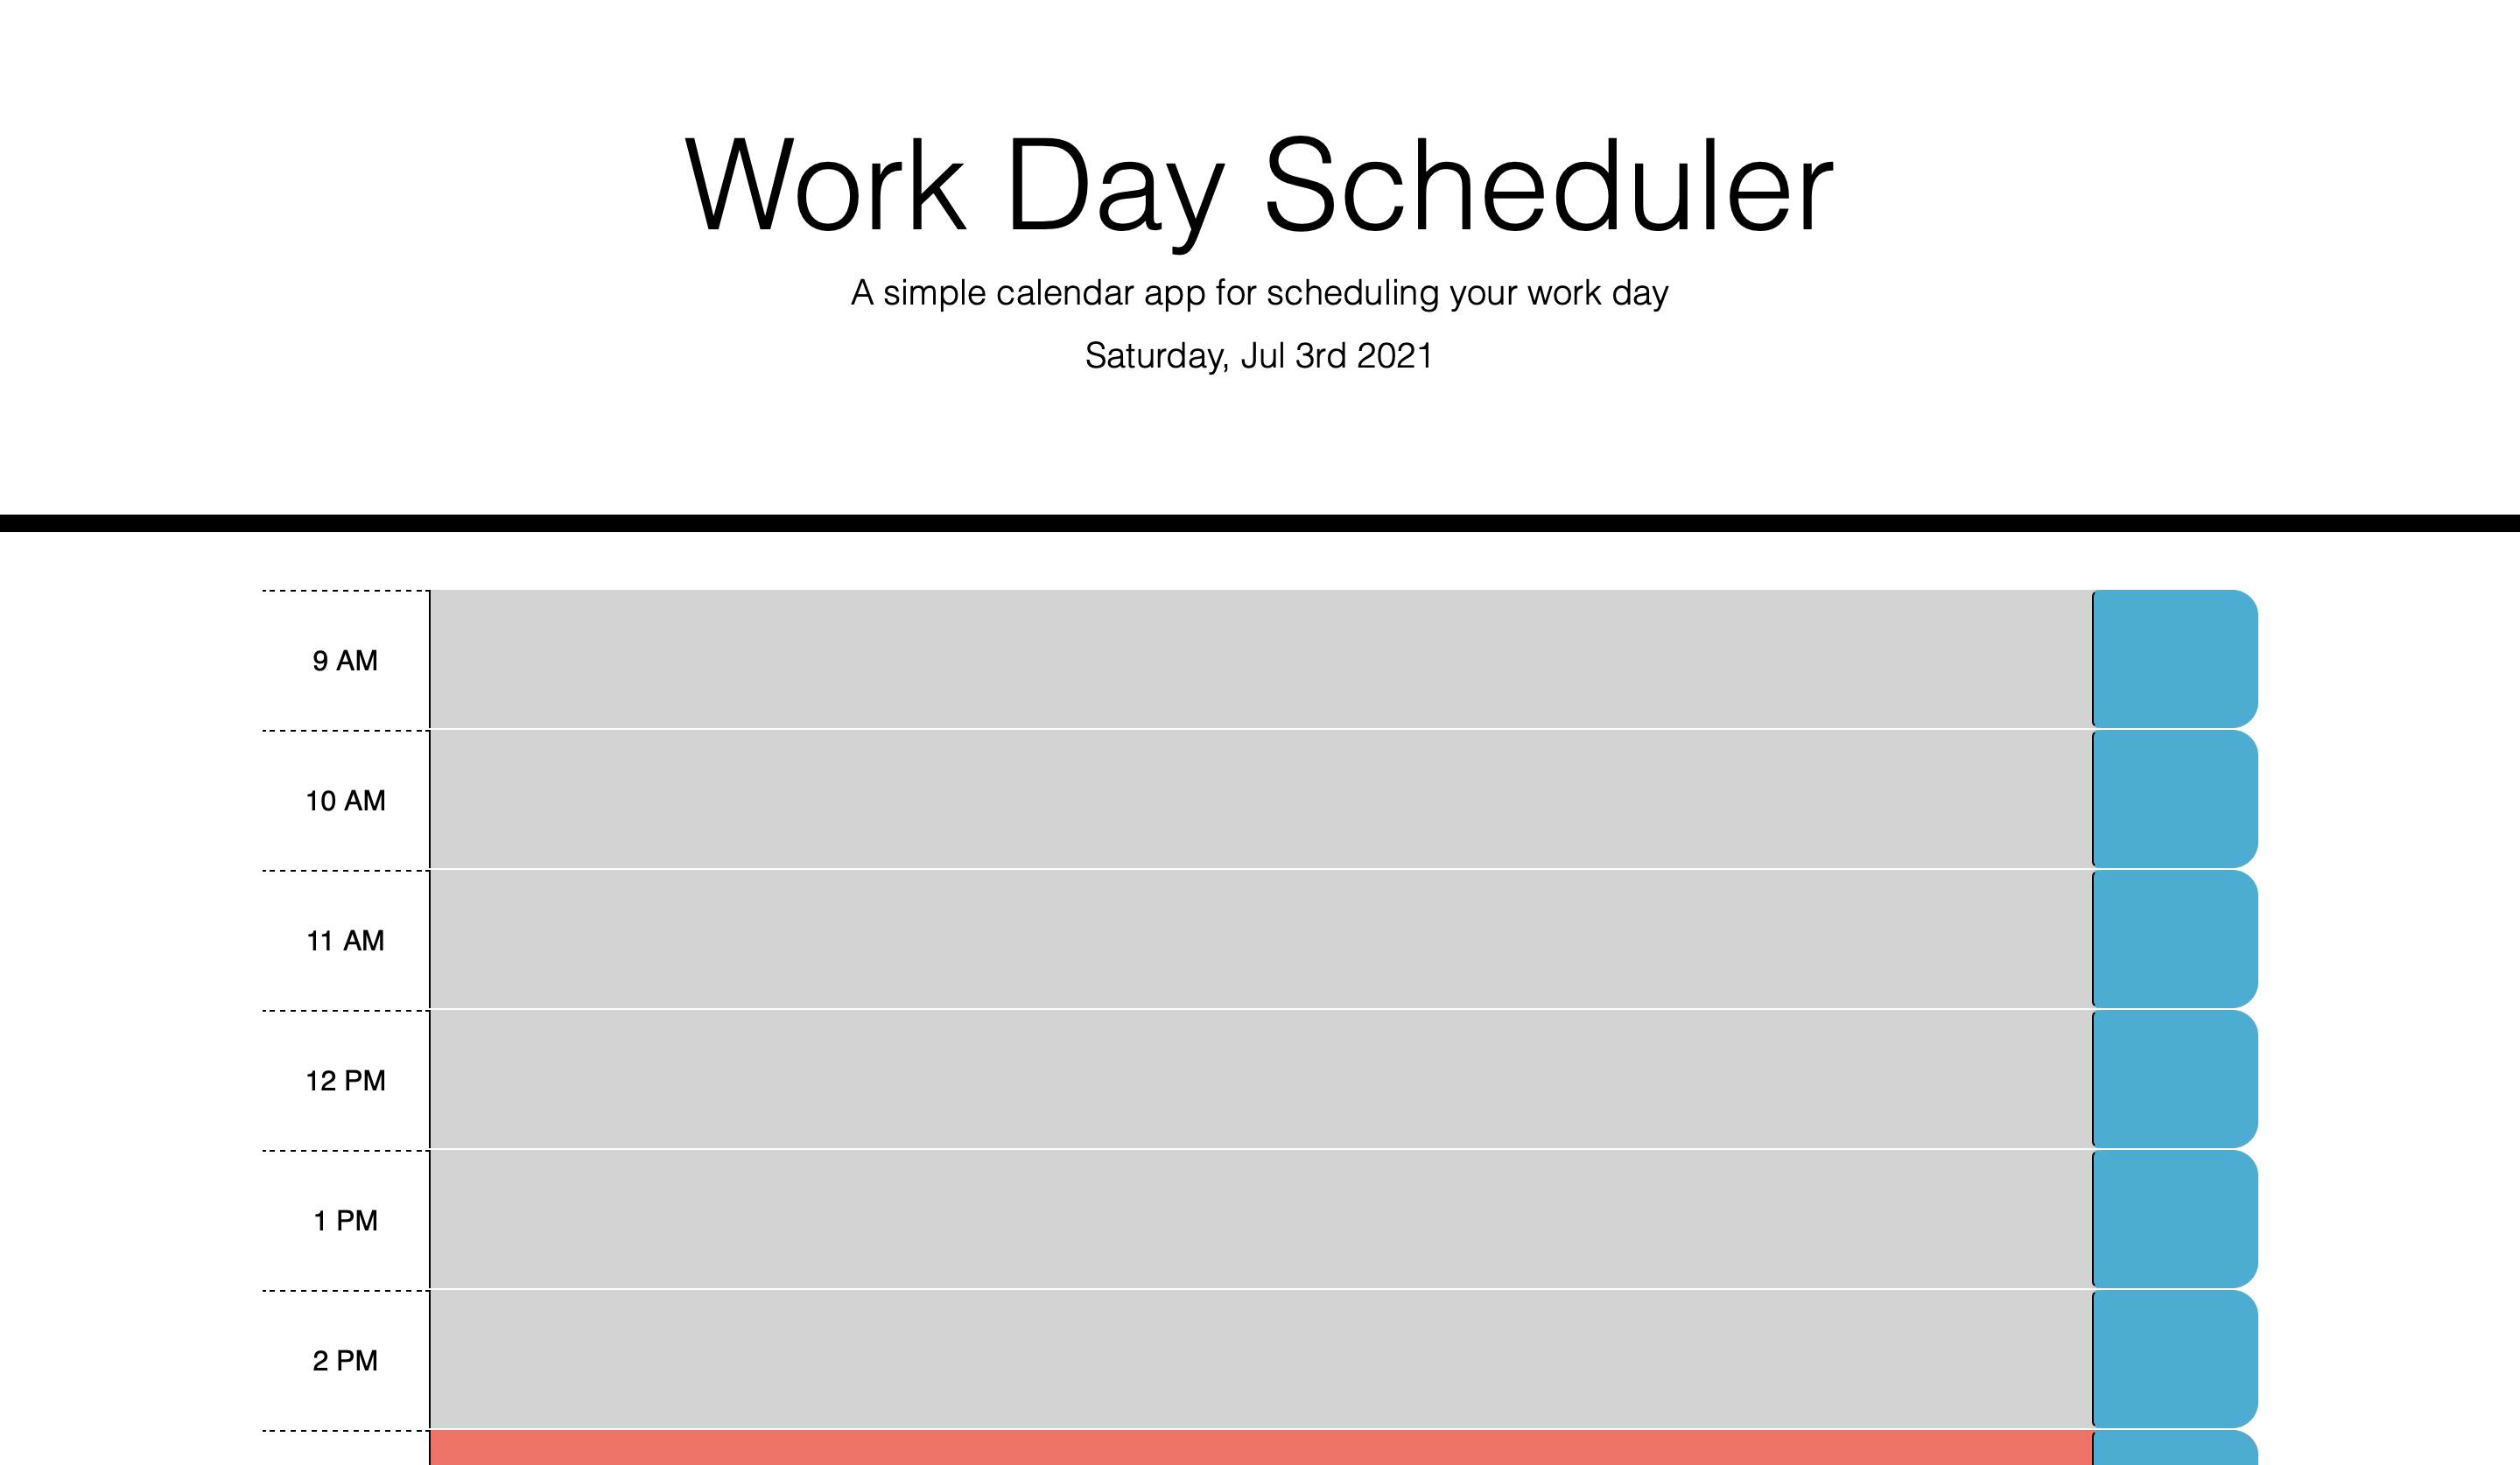 Work Day Scheduler
A simple calendar app for scheduling your work day
Saturday, Jul 3rd 2021
9 AM
10 AM
11 AM
12 PM
1 PM
2 PM